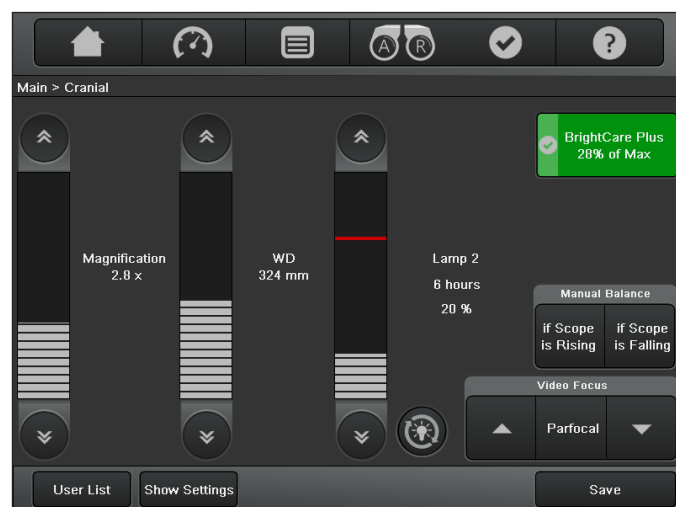 A R ?
Main > Cranial
BrightCare Plus
28% of Max
Magnification
2.8 x
WD
324 mm
Lamp 2
6 hours
20 %
Manual Balance
if Scope
is Rising
if Scope
is Falling
Video Focus
Parfocal
User List
Show Settings
Save